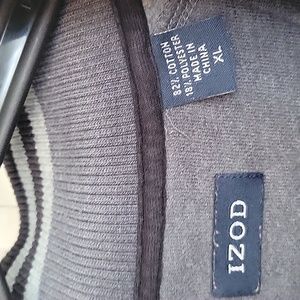 82% COTTON
18% POLYESTER
MADE IN
CHINA
XL
IZOD